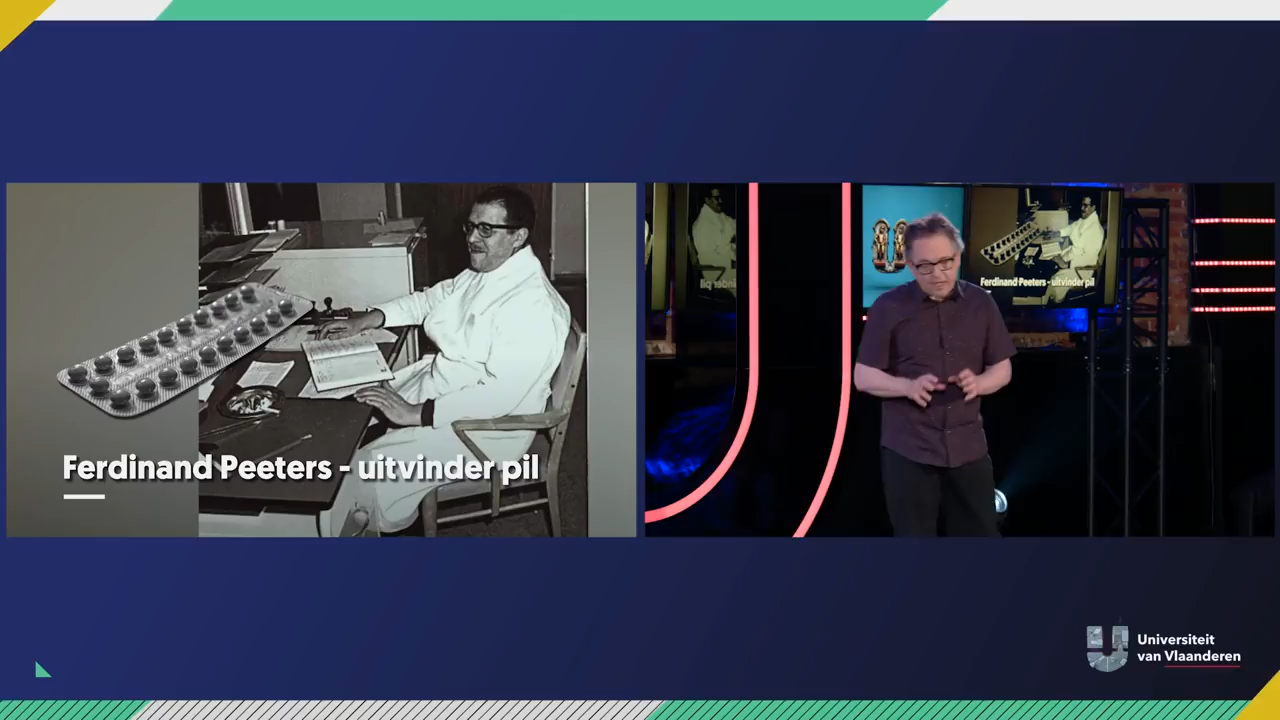 Ferdinand Peeters - uitvinder pil
Ferdinand Peeters - uitvinder pil
Universiteit
van Vlaanderen